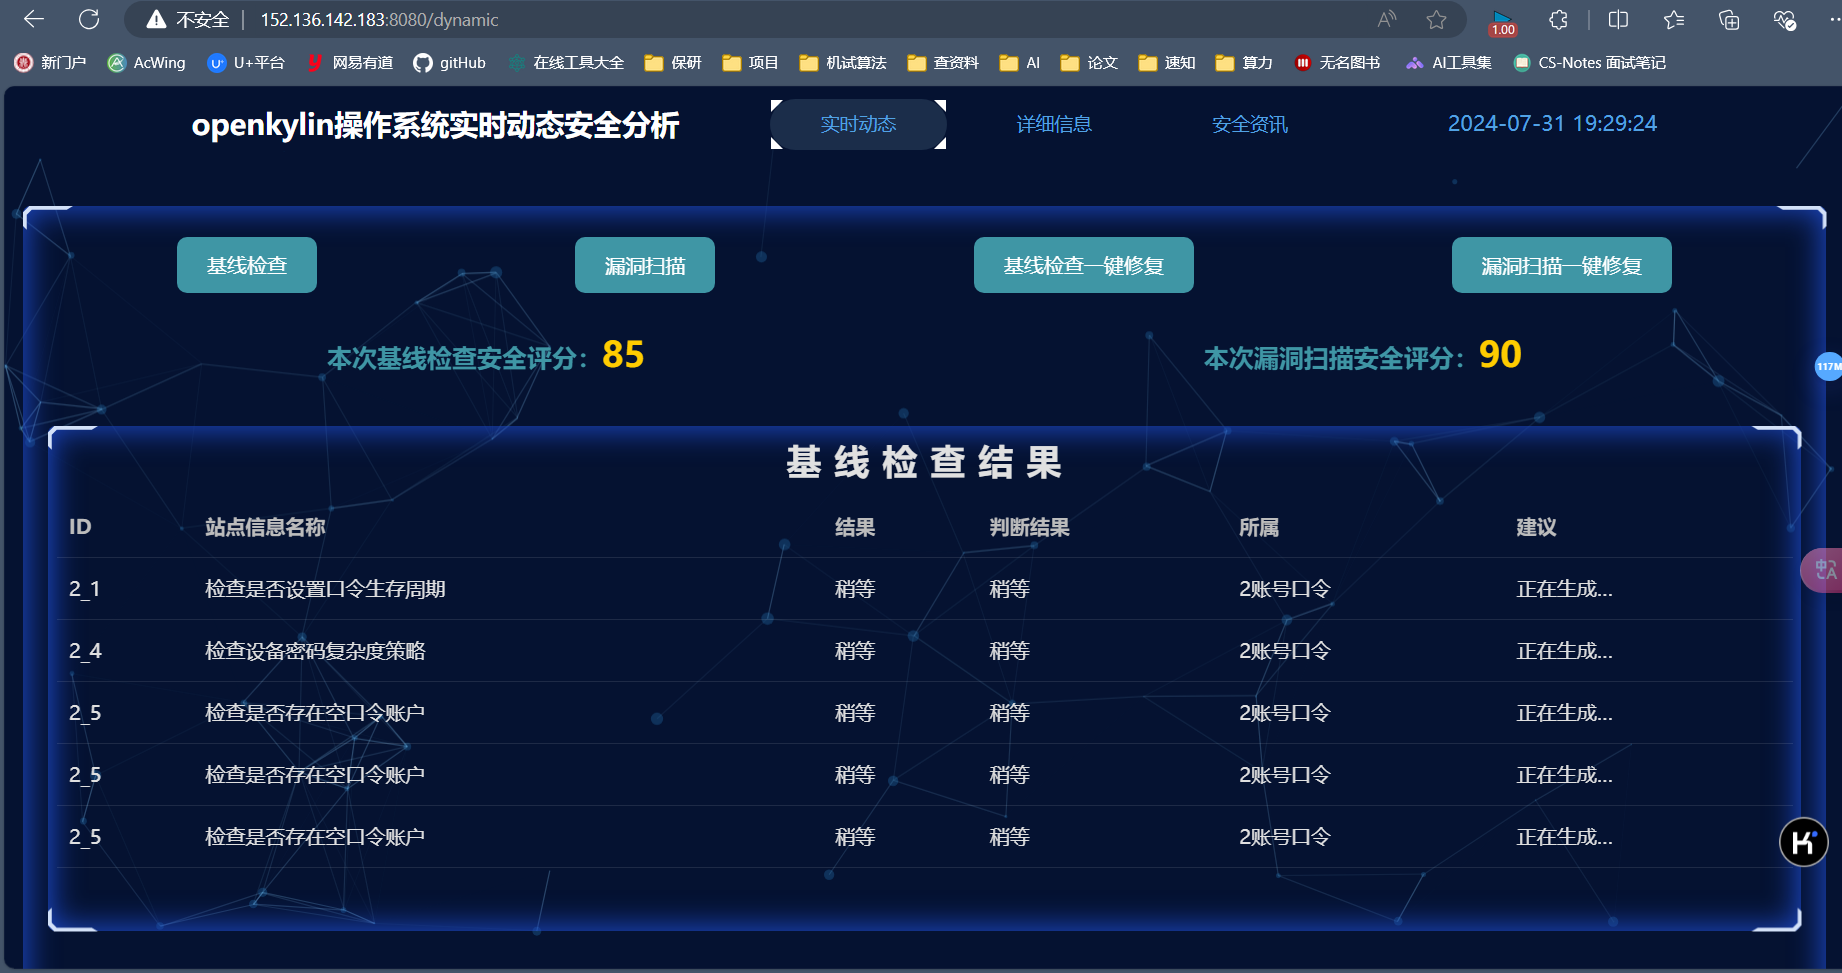 不安全 152.136.142.183:8080/dynamic A 1.00
新门户 AcWing U+平台 网易有道 gitHub 在线工具大全 保研 项目 机试算法 查资料 AI 论文 速知 算力 无名图书 AI工具集 CS-Notes 面试笔记
openkylin操作系统实时动态安全分析 实时动态 详细信息 安全资讯 2024-07-31 19:29:24
基线检查 漏洞扫描 基线检查一键修复 漏洞扫描一键修复
本次基线检查安全评分：85 本次漏洞扫描安全评分：90
117M
基线检查结果
ID 站点信息名称 结果 判断结果 所属 建议
2_1 检查是否设置口令生存周期 稍等 稍等 2账号口令 正在生成...
2_4 检查设备密码复杂度策略 稍等 稍等 2账号口令 正在生成...
2_5 检查是否存在空口令账户 稍等 稍等 2账号口令 正在生成...
2_5 检查是否存在空口令账户 稍等 稍等 2账号口令 正在生成...
2_5 检查是否存在空口令账户 稍等 稍等 2账号口令 正在生成...